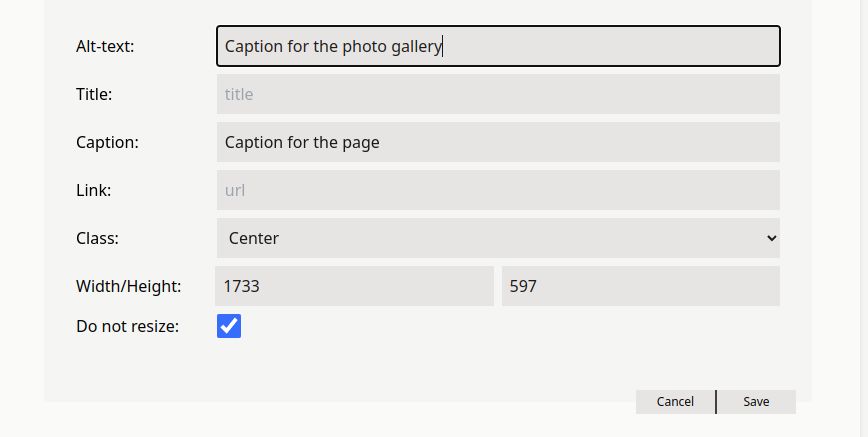 Alt-text: Caption for the photo gallery
Title: title
Caption: Caption for the page
Link: url
Class: Center
Width/Height: 1733 597
Do not resize:
Cancel Save